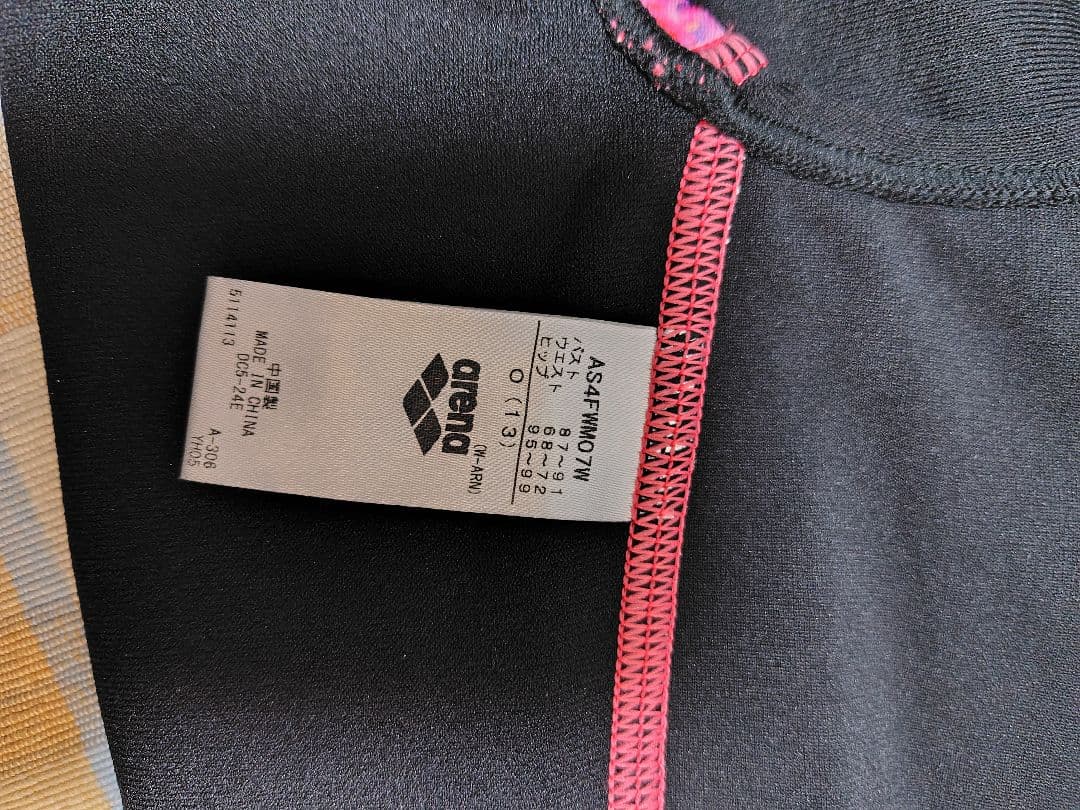 AS4FWM07W
バスト 87～91
ウエスト 68～72
ヒップ 95～99
O(13)
arena
(W-ARN)
中国製
MADE IN CHINA
A-306
5114113 DC5-24E YH05